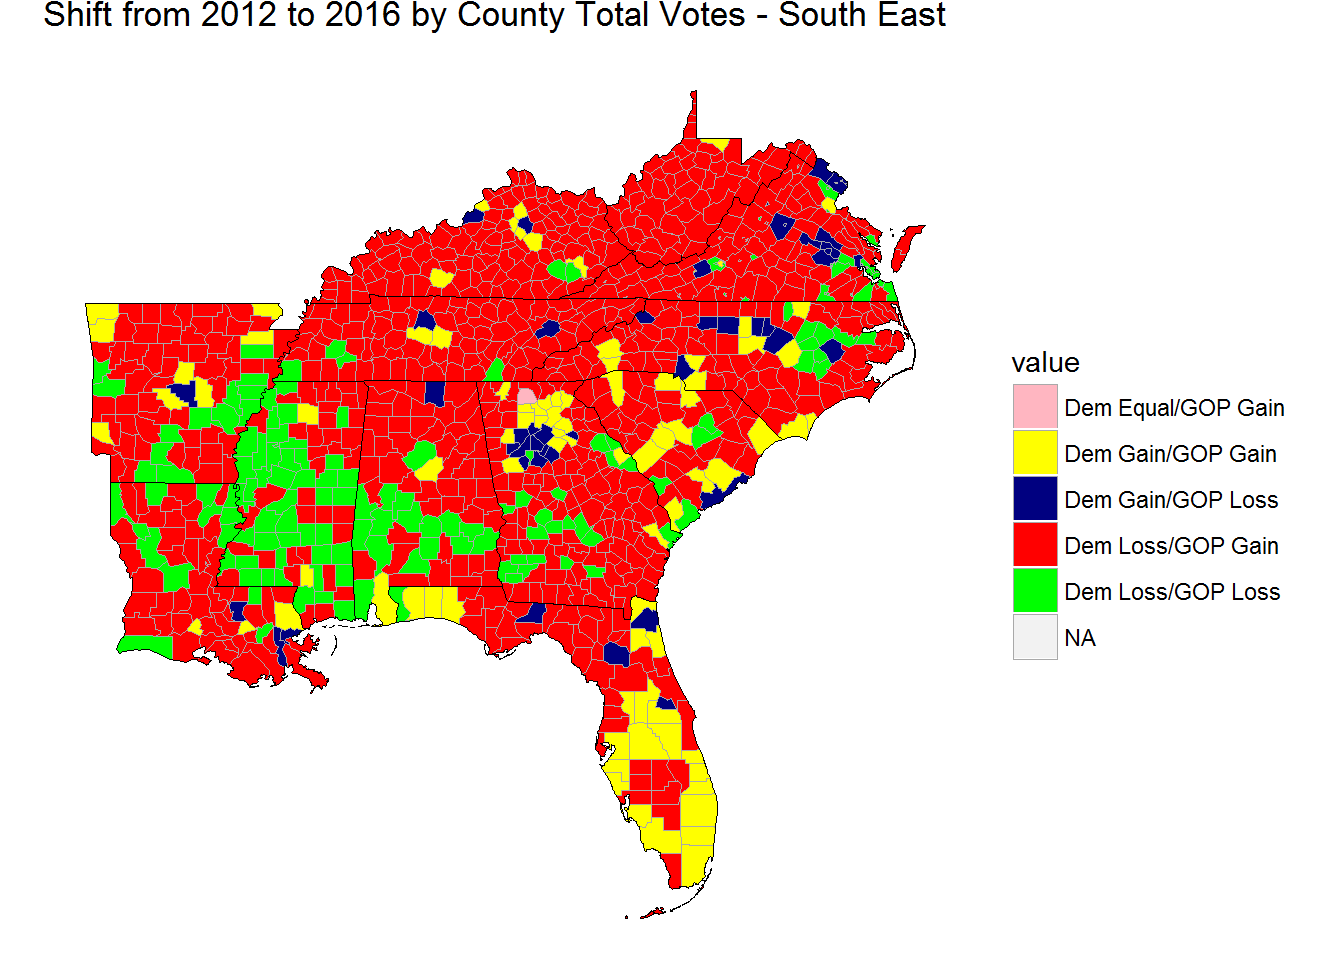 Shift from 2012 to 2016 by County Total Votes - South East
value
Dem Equal/GOP Gain
Dem Gain/GOP Gain
Dem Gain/GOP Loss
Dem Loss/GOP Gain
Dem Loss/GOP Loss
NA